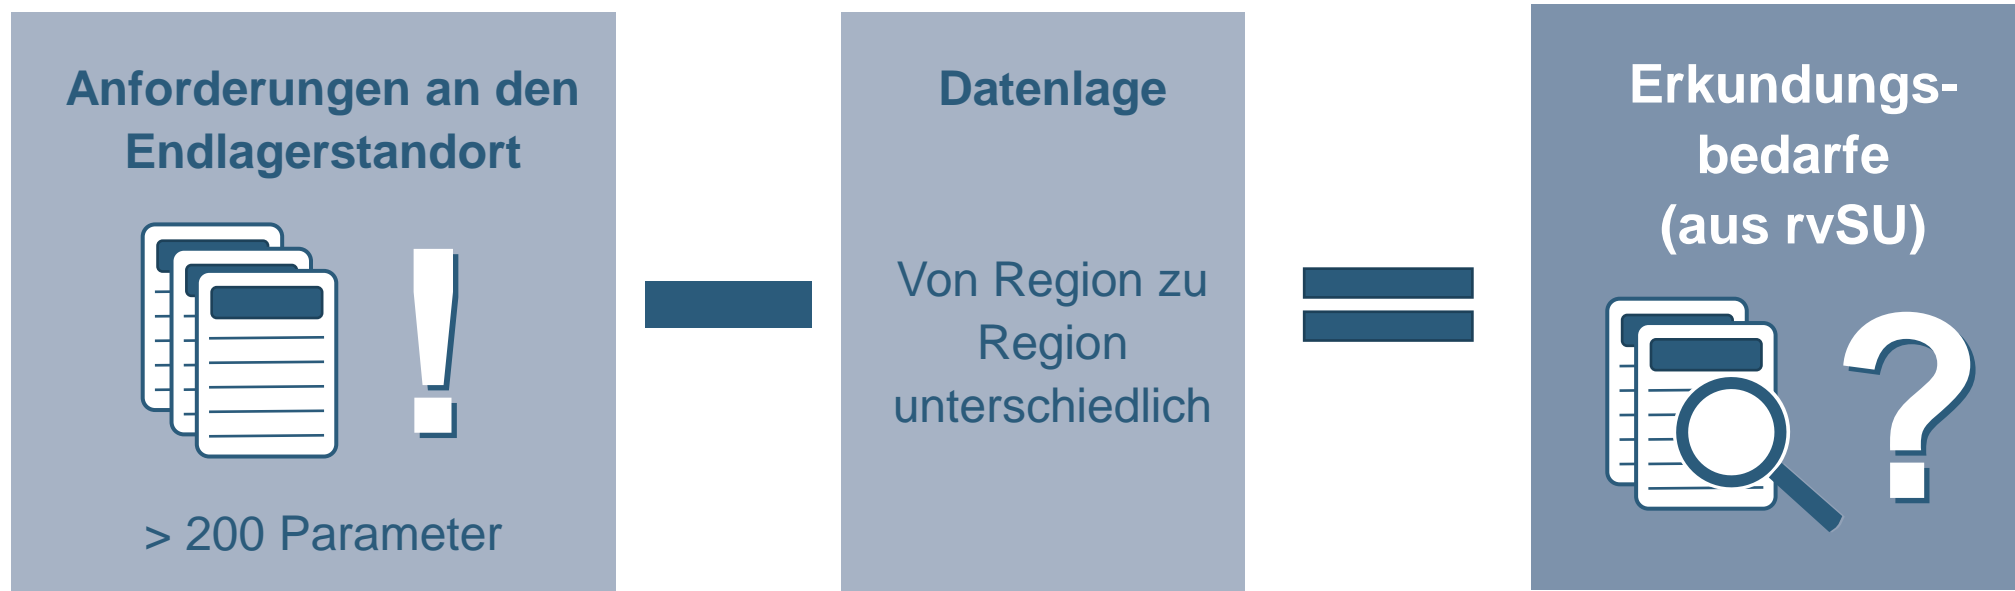 Anforderungen an den
Endlagerstandort
!
> 200 Parameter
Datenlage
Von Region zu
Region
unterschiedlich
Erkundungs-
bedarfe
(aus rvSU)
?